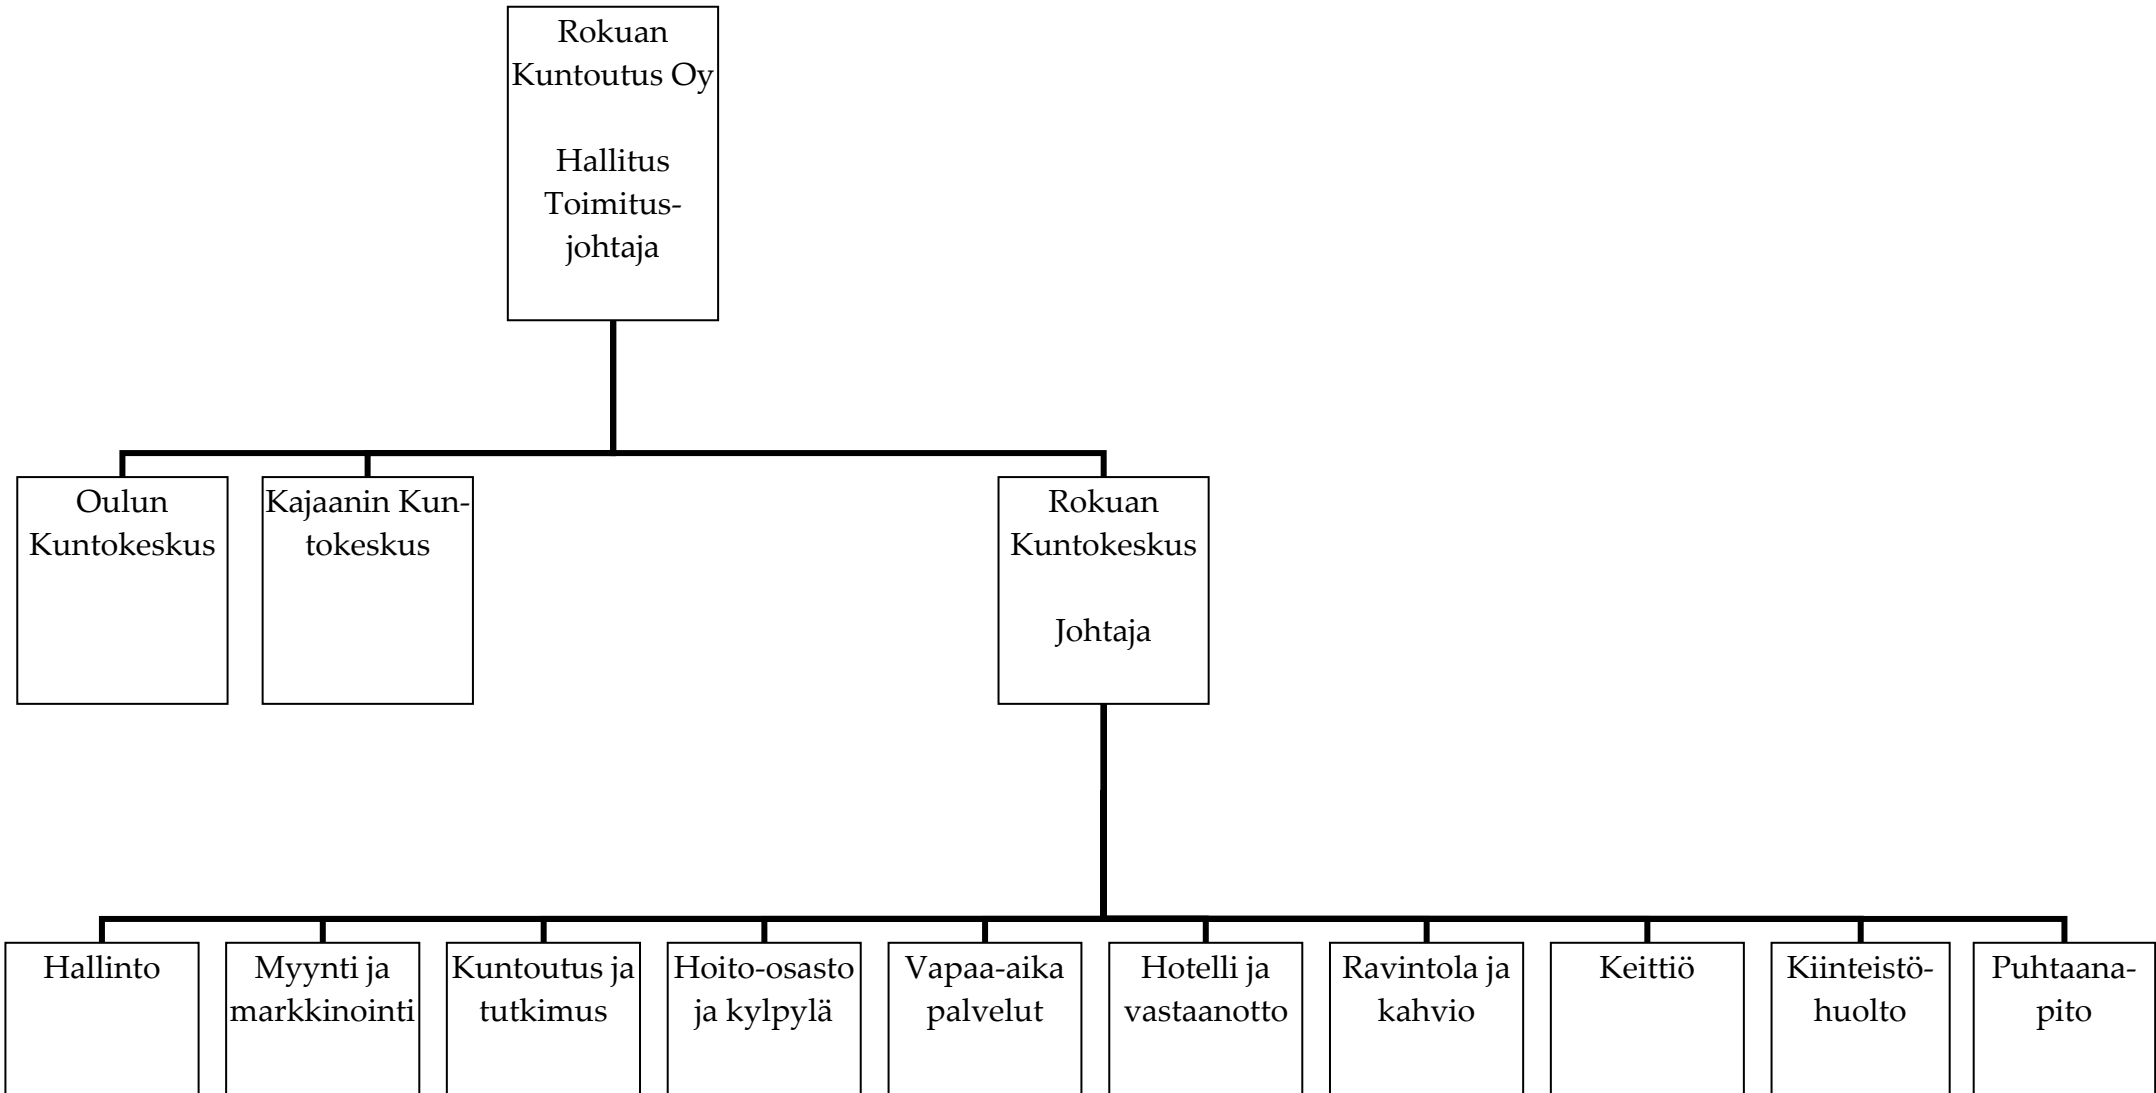 Rokuan
Kuntoutus Oy
Hallitus
Toimitus-
johtaja
Oulun
Kuntokeskus
Kajaanin Kun-
tokeskus
Rokuan
Kuntokeskus
Johtaja
Hallinto
Myynti ja
markkinointi
Kuntoutus ja
tutkimus
Hoito-osasto
ja kylpylä
Vapaa-aika
palvelut
Hotelli ja
vastaanotto
Ravintola ja
kahvio
Keittiö
Kiinteistö-
huolto
Puhtaana-
pito